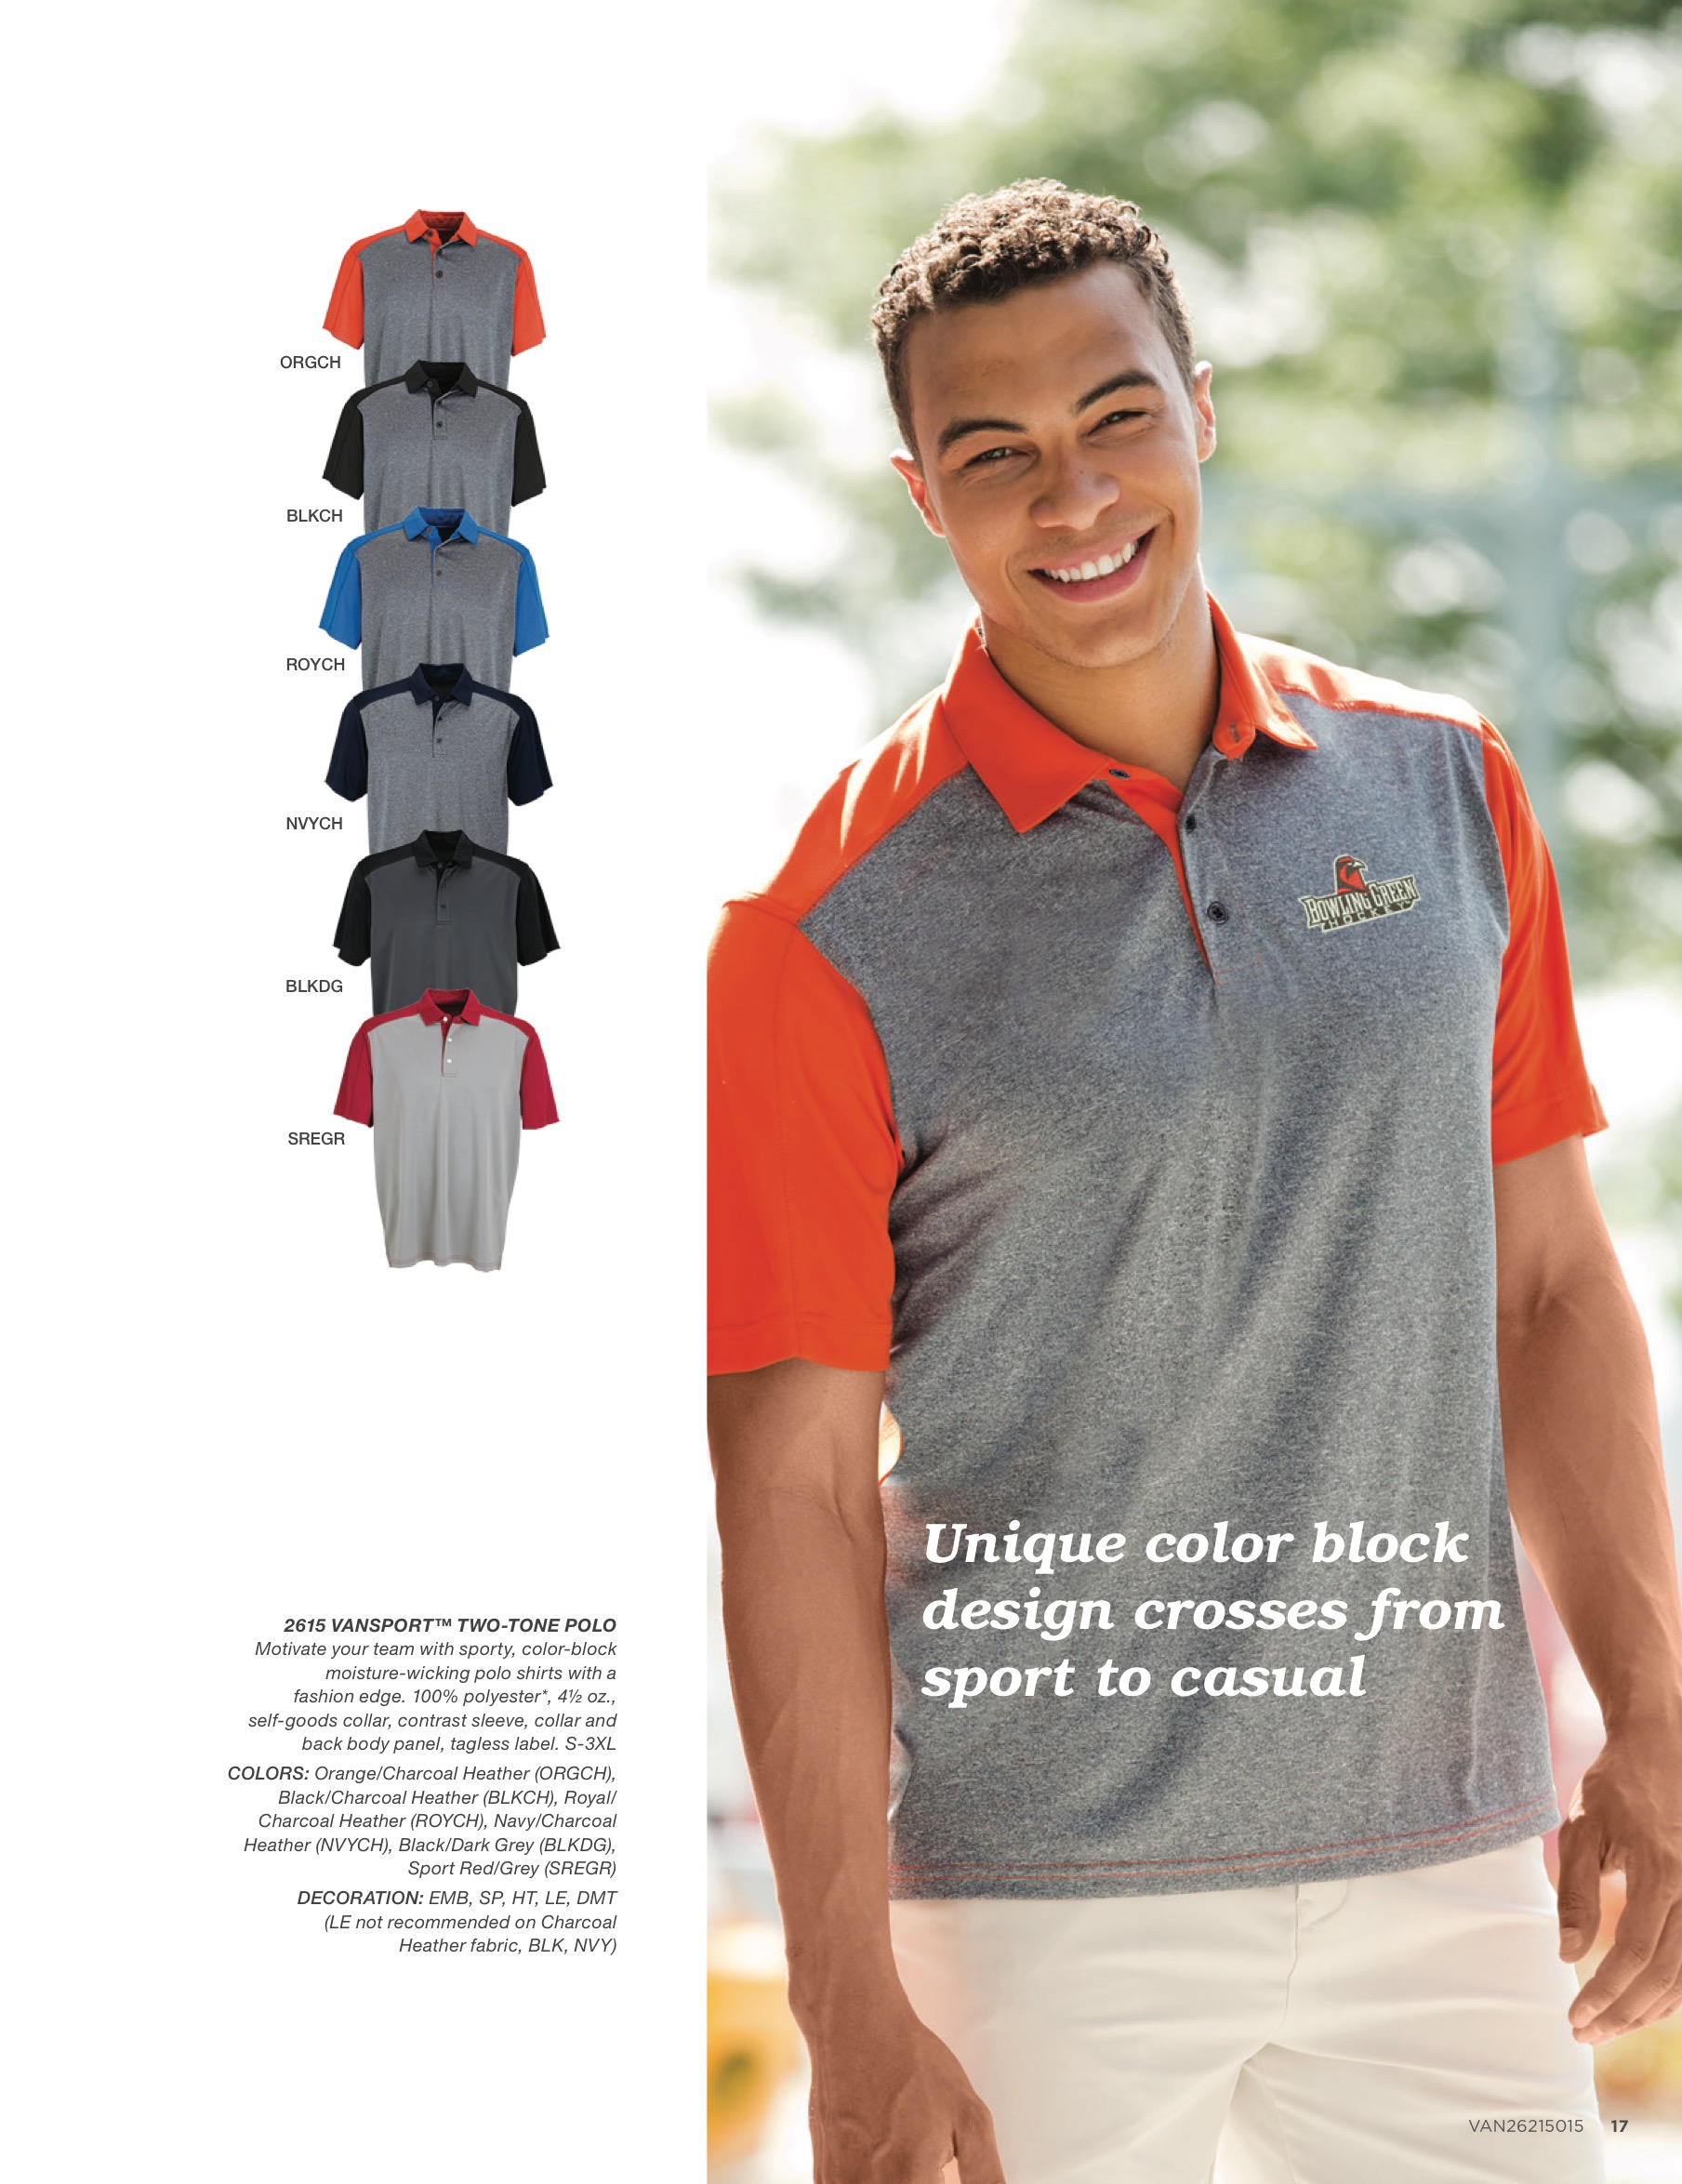 ORGCH
BLKCH
ROYCH
NVYCH
BLKDG
SREGR
2615 VANSPORT™ TWO-TONE POLO
Motivate your team with sporty, color-block
moisture-wicking polo shirts with a
fashion edge. 100% polyester*, 4½ oz.,
self-goods collar, contrast sleeve, collar and
back body panel, tagless label. S-3XL
COLORS: Orange/Charcoal Heather (ORGCH),
Black/Charcoal Heather (BLKCH), Royal/
Charcoal Heather (ROYCH), Navy/Charcoal
Heather (NVYCH), Black/Dark Grey (BLKDG),
Sport Red/Grey (SREGR)
DECORATION: EMB, SP, HT, LE, DMT
(LE not recommended on Charcoal
Heather fabric, BLK, NVY)
BOWLING GREEN
HOCKEY
Unique color block
design crosses from
sport to casual
VAN26215015 17